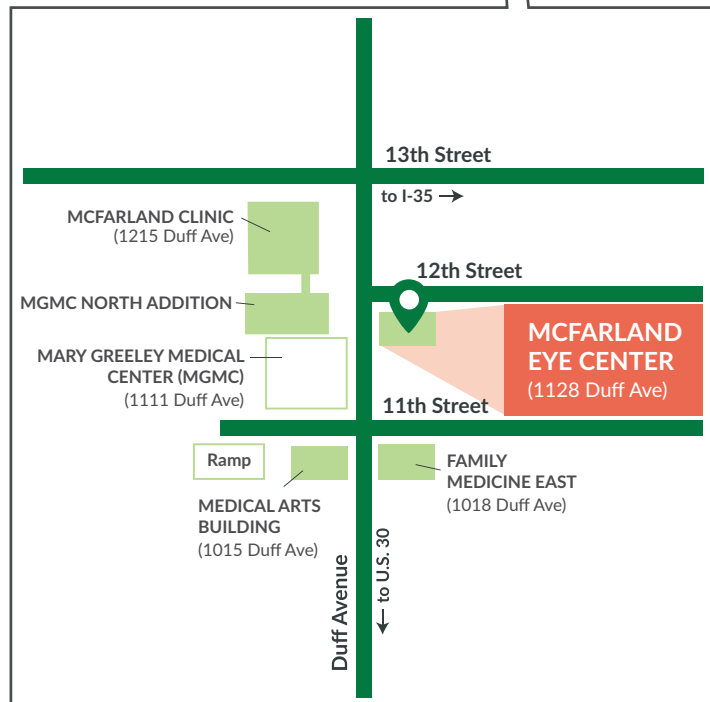 13th Street
to I-35 →
MCFARLAND CLINIC
(1215 Duff Ave)
12th Street
MGMC NORTH ADDITION
MCFARLAND
EYE CENTER
(1128 Duff Ave)
MARY GREELEY MEDICAL
CENTER (MGMC)
(1111 Duff Ave)
11th Street
Ramp
FAMILY
MEDICINE EAST
(1018 Duff Ave)
MEDICAL ARTS
BUILDING
(1015 Duff Ave)
Duff Avenue
← to U.S. 30